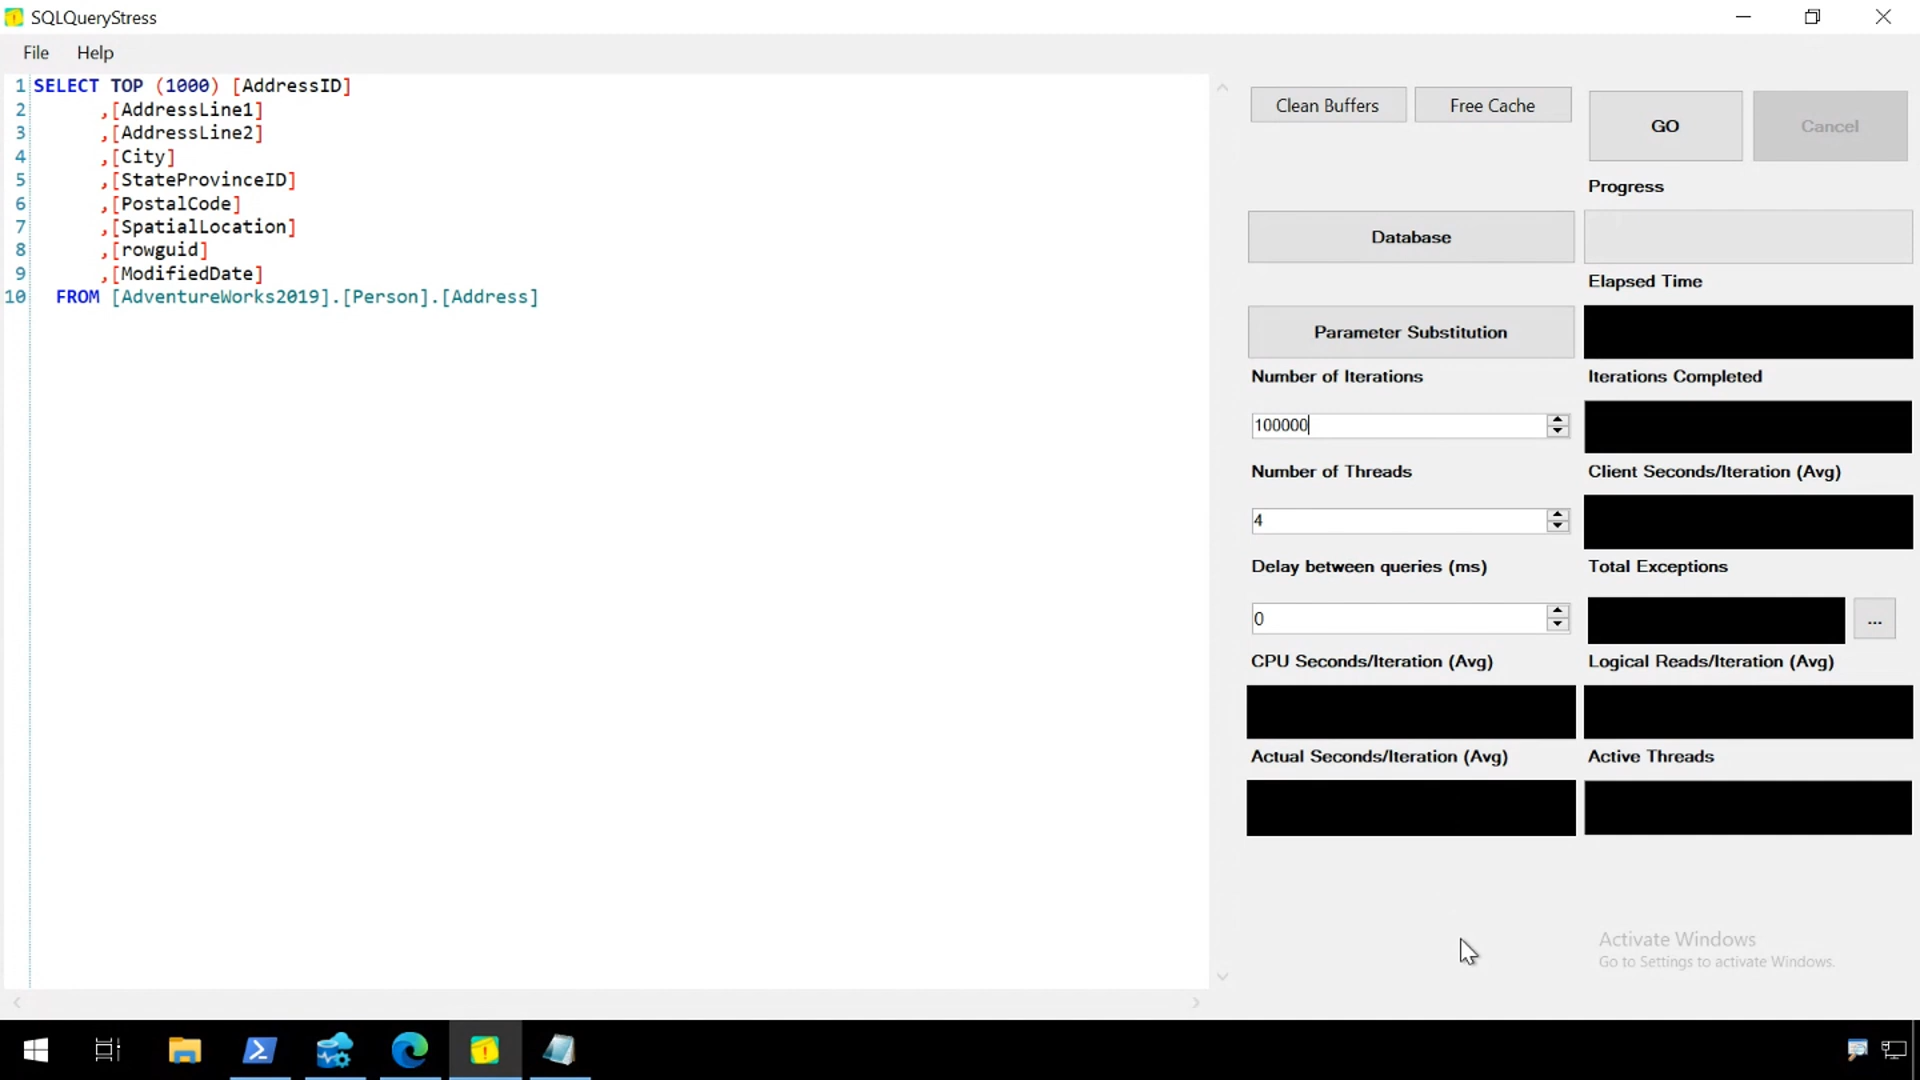 SQLQueryStress
File Help
1 SELECT TOP (1000) [AddressID]
2 ,[AddressLine1]
3 ,[AddressLine2]
4 ,[City]
5 ,[StateProvinceID]
6 ,[PostalCode]
7 ,[SpatialLocation]
8 ,[rowguid]
9 ,[ModifiedDate]
10 FROM [AdventureWorks2019].[Person].[Address]
Clean Buffers Free Cache GO Cancel
Progress
Database
Elapsed Time
Parameter Substitution
Number of Iterations Iterations Completed
100000
Number of Threads Client Seconds/Iteration (Avg)
4
Delay between queries (ms) Total Exceptions
0 ...
CPU Seconds/Iteration (Avg) Logical Reads/Iteration (Avg)
Actual Seconds/Iteration (Avg) Active Threads
Activate Windows
Go to Settings to activate Windows.